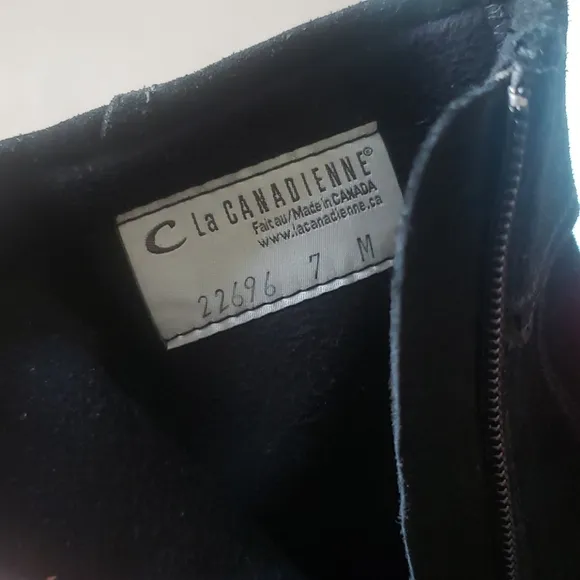 La CANADIENNE®
Fait au/Made in CANADA
www.lacanadienne.ca
22696 7 M